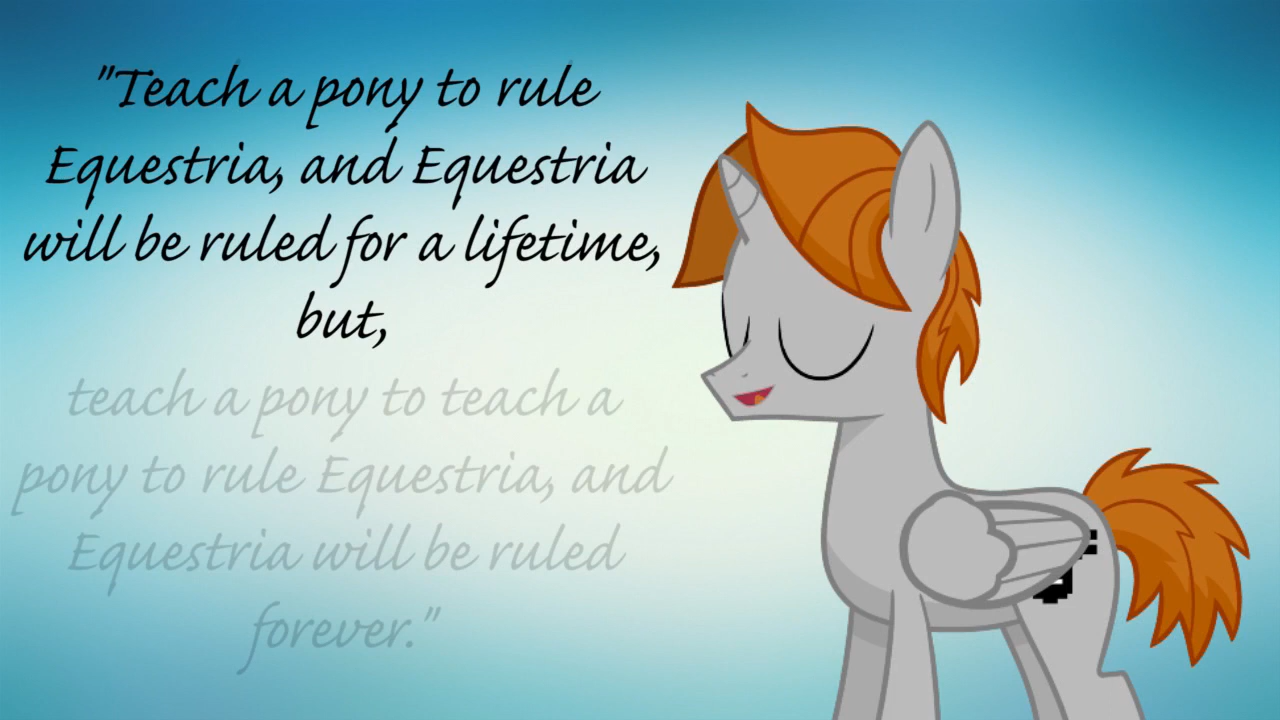 "Teach a pony to rule
Equestria, and Equestria
will be ruled for a lifetime,
but,
teach a pony to teach a
pony to rule Equestria, and
Equestria will be ruled
forever."